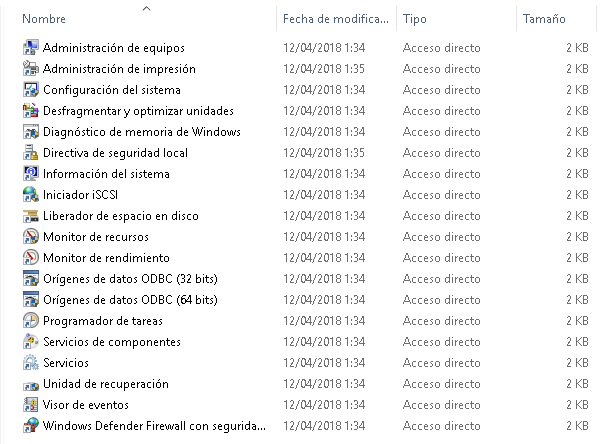 Nombre Fecha de modifica... Tipo Tamaño
Administración de equipos 12/04/2018 1:34 Acceso directo 2 KB
Administración de impresión 12/04/2018 1:35 Acceso directo 2 KB
Configuración del sistema 12/04/2018 1:34 Acceso directo 2 KB
Desfragmentar y optimizar unidades 12/04/2018 1:34 Acceso directo 2 KB
Diagnóstico de memoria de Windows 12/04/2018 1:34 Acceso directo 2 KB
Directiva de seguridad local 12/04/2018 1:35 Acceso directo 2 KB
Información del sistema 12/04/2018 1:34 Acceso directo 2 KB
Iniciador iSCSI 12/04/2018 1:34 Acceso directo 2 KB
Liberador de espacio en disco 12/04/2018 1:34 Acceso directo 2 KB
Monitor de recursos 12/04/2018 1:34 Acceso directo 2 KB
Monitor de rendimiento 12/04/2018 1:34 Acceso directo 2 KB
Orígenes de datos ODBC (32 bits) 12/04/2018 1:34 Acceso directo 2 KB
Orígenes de datos ODBC (64 bits) 12/04/2018 1:34 Acceso directo 2 KB
Programador de tareas 12/04/2018 1:34 Acceso directo 2 KB
Servicios de componentes 12/04/2018 1:34 Acceso directo 2 KB
Servicios 12/04/2018 1:34 Acceso directo 2 KB
Unidad de recuperación 12/04/2018 1:34 Acceso directo 2 KB
Visor de eventos 12/04/2018 1:34 Acceso directo 2 KB
Windows Defender Firewall con segurida... 12/04/2018 1:34 Acceso directo 2 KB